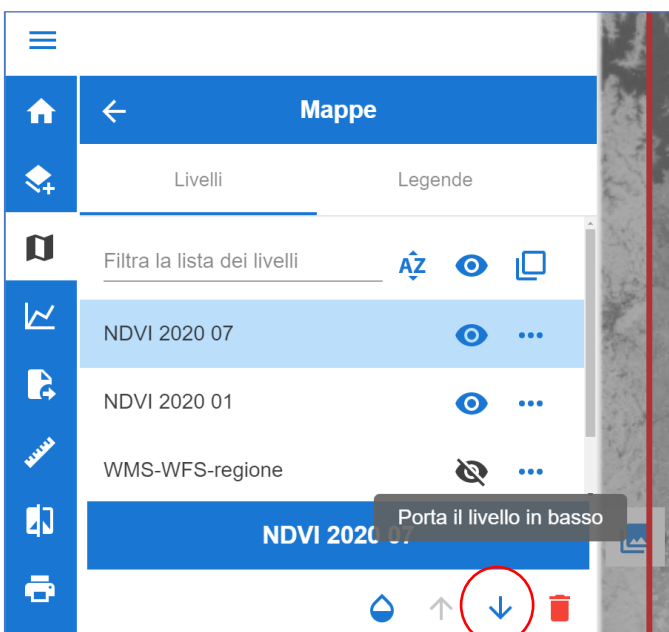 Mappe
Livelli
Legende
Filtra la lista dei livelli
AZ
NDVI 2020 07
NDVI 2020 01
WMS-WFS-regione
Porta il livello in basso
NDVI 2020 07